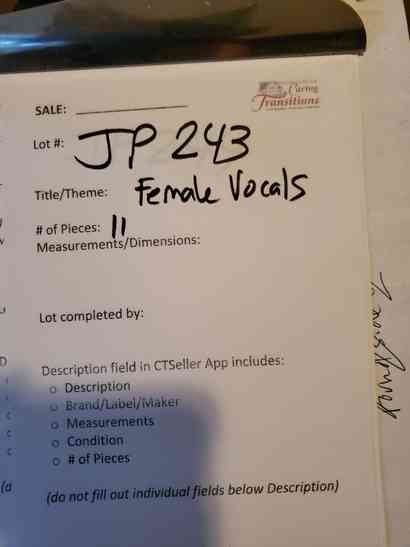 Caring
Transitions
SALE:
Lot #: JP 243
Title/Theme: Female Vocals
# of Pieces: 11
Measurements/Dimensions:
Lot completed by:
Description field in CTSeller App includes:
o Description
o Brand/Label/Maker
o Measurements
o Condition
o # of Pieces
(do not fill out individual fields below Description)